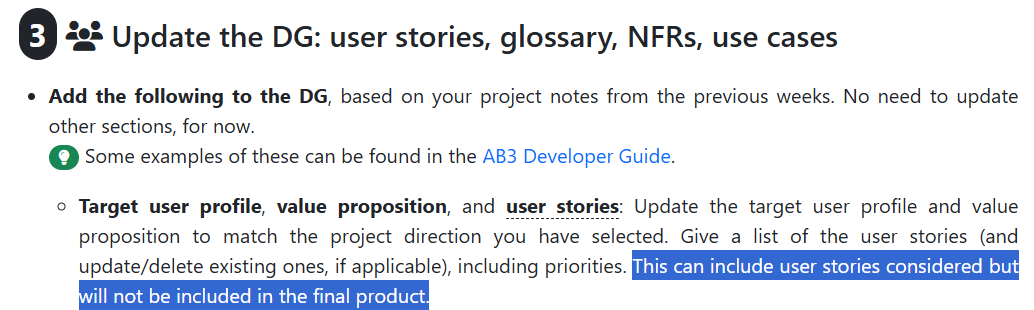 3 Update the DG: user stories, glossary, NFRs, use cases
• Add the following to the DG, based on your project notes from the previous weeks. No need to update
other sections, for now.
Some examples of these can be found in the AB3 Developer Guide.
○ Target user profile, value proposition, and user stories: Update the target user profile and value
proposition to match the project direction you have selected. Give a list of the user stories (and
update/delete existing ones, if applicable), including priorities. This can include user stories considered but
will not be included in the final product.